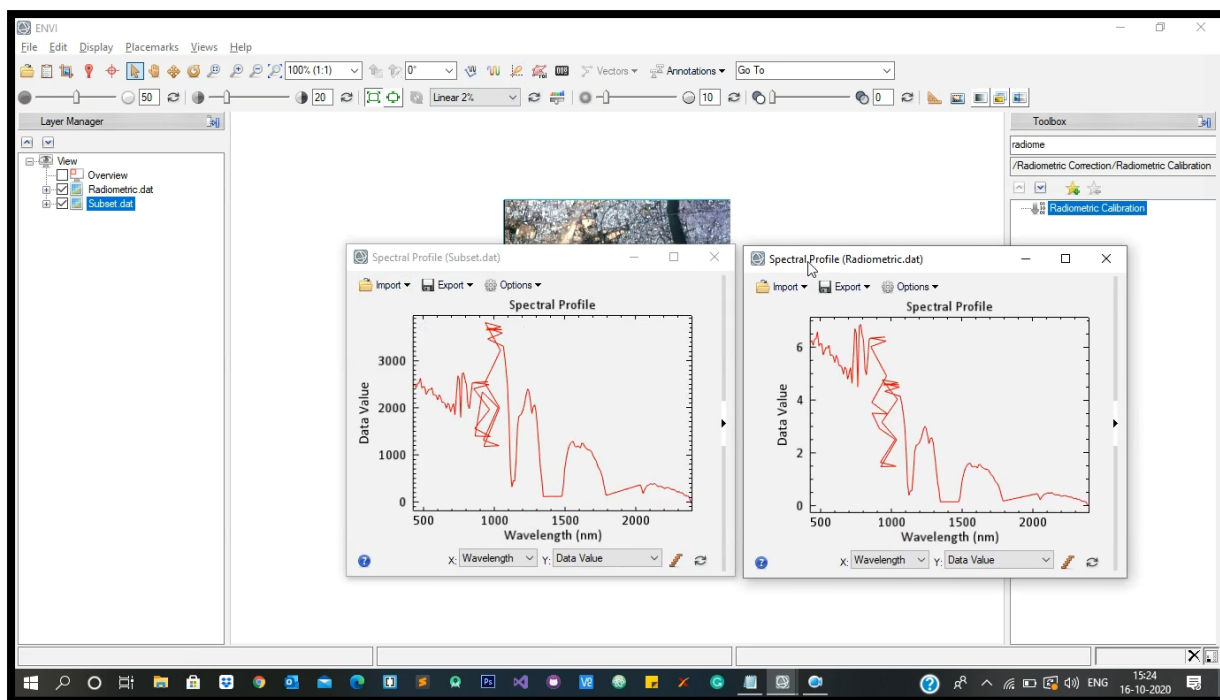 ENVI
File Edit Display Placemarks Views Help
100% (1:1) 0° Vectors Annotations Go To
50 20 Linear 2% 10 0
Layer Manager
View
Overview
Radiometric.dat
Subset.dat
Toolbox
radiome
/Radiometric Correction/Radiometric Calibration
Radiometric Calibration
Spectral Profile (Subset.dat)
Import Export Options
Spectral Profile
Data Value
3000
2000
1000
0
500 1000 1500 2000
Wavelength (nm)
X: Wavelength Y: Data Value
Spectral Profile (Radiometric.dat)
Import Export Options
Spectral Profile
Data Value
6
4
2
0
500 1000 1500 2000
Wavelength (nm)
X: Wavelength Y: Data Value
ENG
15:24
16-10-2020